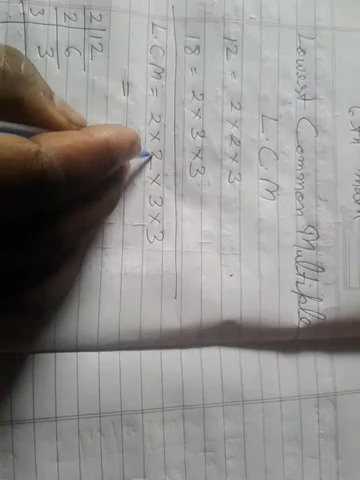 Lowest Common Multiple
L.C.M
12 = 2 × 2 × 3
18 = 2 × 3 × 3
LCM = 2 × 2 × 3 × 3
=
2 12
2 6
3 3